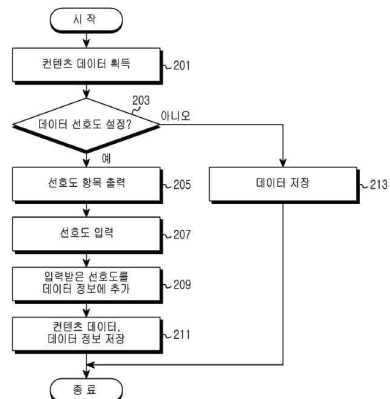 시 작
컨텐츠 데이터 획득
201
203
데이터 선호도 설정?
아니오
예
선호도 항목 출력
205
데이터 저장
213
선호도 입력
207
입력받은 선호도를
데이터 정보에 추가
209
컨텐츠 데이터,
데이터 정보 저장
211
종 료